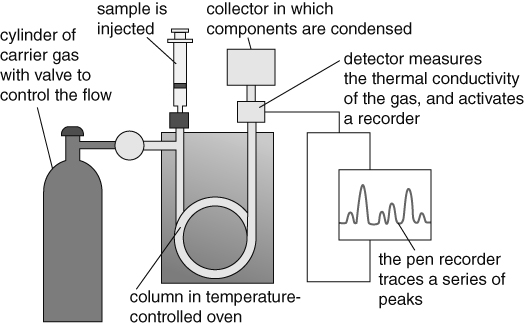 sample is
injected
collector in which
components are condensed
cylinder of
carrier gas
with valve to
control the flow
detector measures
the thermal conductivity
of the gas, and activates
a recorder
the pen recorder
traces a series of
peaks
column in temperature-
controlled oven